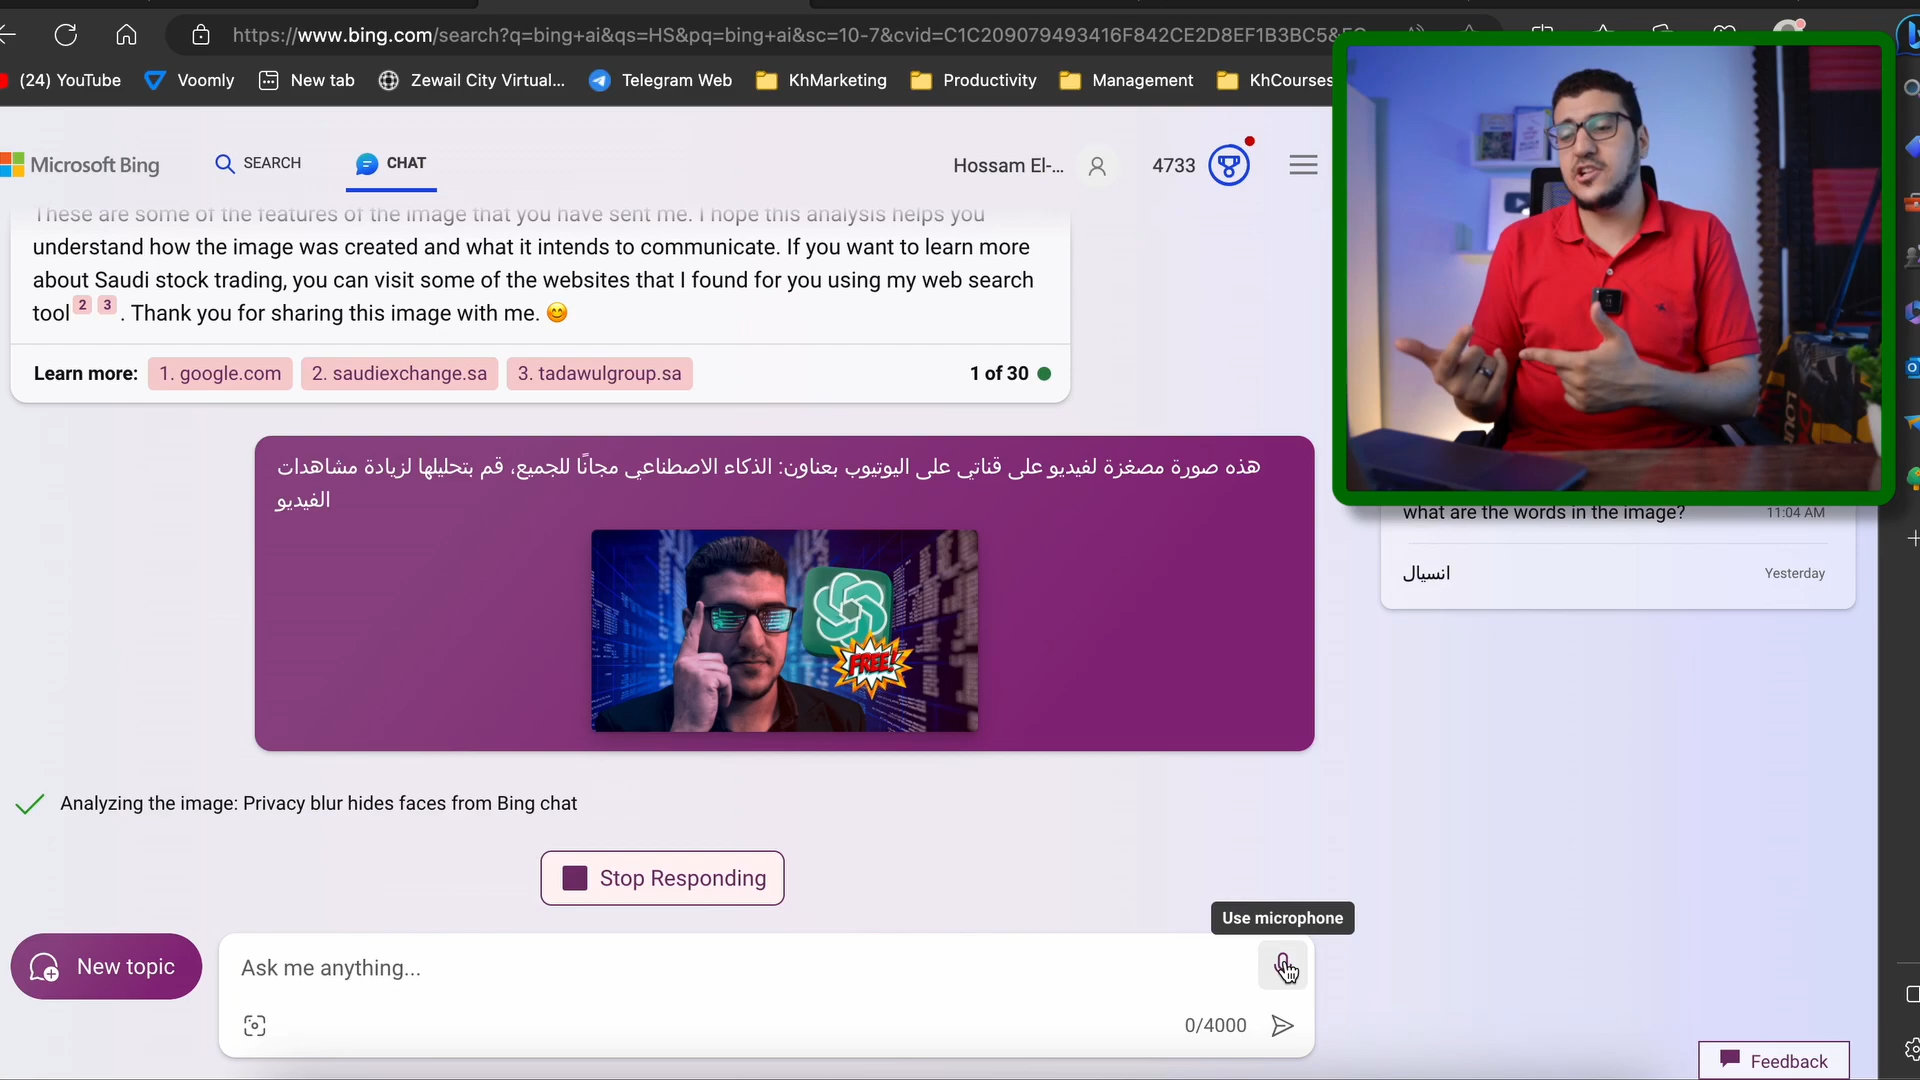 https://www.bing.com/search?q=bing+ai&qs=HS&pq=bing+ai&sc=10-7&cvid=C1C209079493416F842CE2D8EF1B3BC5&FO
(24) YouTube
Voomly
New tab
Zewail City Virtual...
Telegram Web
KhMarketing
Productivity
Management
KhCourses
Microsoft Bing
SEARCH
CHAT
Hossam El-...
4733
These are some of the features of the image that you have sent me. I hope this analysis helps you
understand how the image was created and what it intends to communicate. If you want to learn more
about Saudi stock trading, you can visit some of the websites that I found for you using my web search
tool 2 3 . Thank you for sharing this image with me. 😊
Learn more: 1. google.com 2. saudiexchange.sa 3. tadawulgroup.sa 1 of 30
هذه صورة مصغرة لفيديو على قناتي على اليوتيوب بعناون: الذكاء الاصطناعي مجانًا للجميع، قم بتحليلها لزيادة مشاهدات
الفيديو
FREE!
what are the words in the image? 11:04 AM
انسيال Yesterday
Analyzing the image: Privacy blur hides faces from Bing chat
Stop Responding
Use microphone
New topic
Ask me anything...
0/4000
Feedback